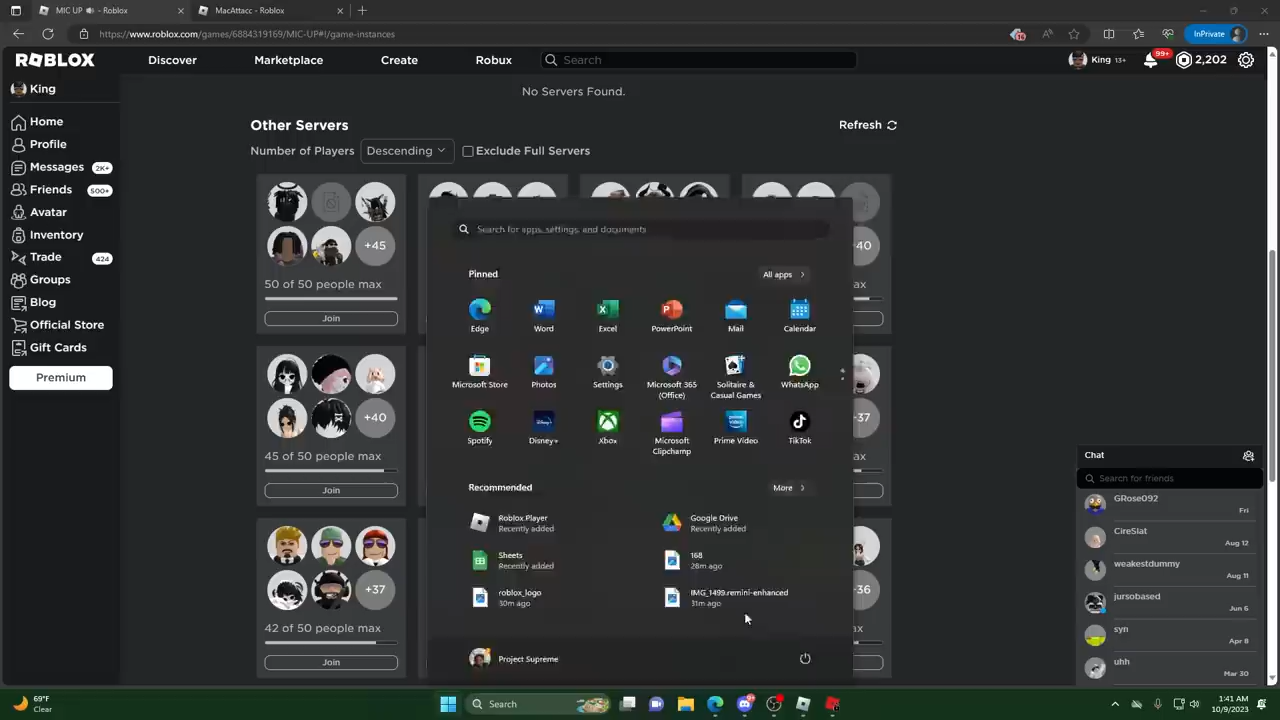 MIC UP 🔊 - Roblox
MacAttacc - Roblox
https://www.roblox.com/games/6884319169/MIC-UP#!/game-instances
InPrivate
ROBLOX
Discover
Marketplace
Create
Robux
Search
King 13+
99+
2,202
King
Home
Profile
Messages 2K+
Friends 500+
Avatar
Inventory
Trade 424
Groups
Blog
Official Store
Gift Cards
Premium
No Servers Found.
Other Servers
Refresh
Number of Players
Descending
Exclude Full Servers
+45
50 of 50 people max
Join
+40
ax
+40
45 of 50 people max
Join
-37
ax
+37
42 of 50 people max
Join
-36
ax
Search for apps, settings, and documents
Pinned
All apps
Edge
Word
Excel
PowerPoint
Mail
Calendar
Microsoft Store
Photos
Settings
Microsoft 365
(Office)
Solitaire &
Casual Games
WhatsApp
Spotify
Disney+
Xbox
Microsoft
Clipchamp
Prime Video
TikTok
Recommended
More
Roblox Player
Recently added
Google Drive
Recently added
Sheets
Recently added
168
28m ago
roblox_logo
30m ago
IMG_1499.remini-enhanced
31m ago
Project Supreme
Chat
Search for friends
GRose092
Fri
CireSlat
Aug 12
weakestdummy
Aug 11
jursobased
Jun 6
syn
Apr 8
uhh
Mar 30
69°F
Clear
Search
1:41 AM
10/9/2023